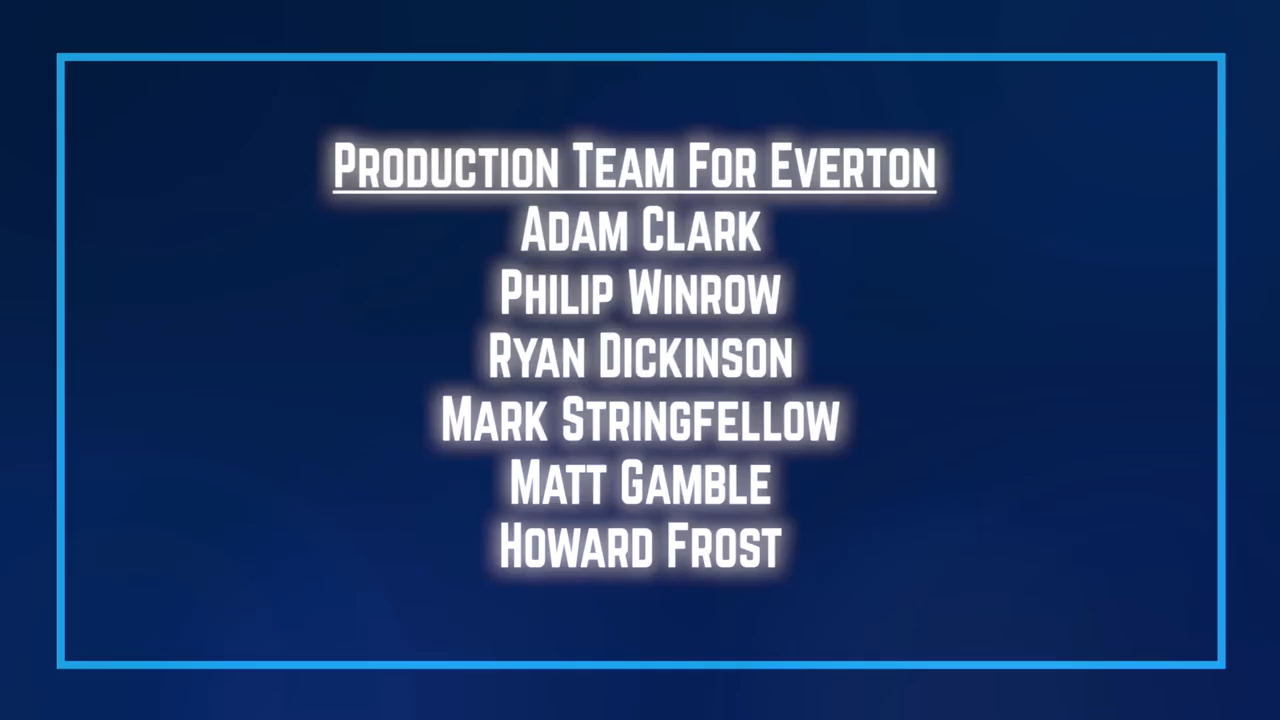 Production Team For Everton
Adam Clark
Philip Winrow
Ryan Dickinson
Mark Stringfellow
Matt Gamble
Howard Frost